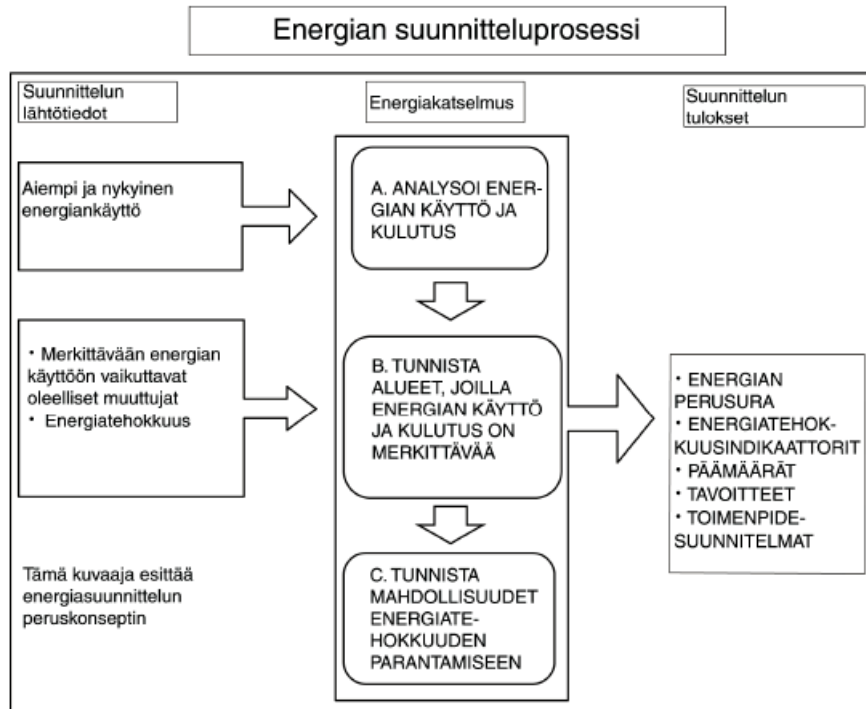 Energian suunnitteluprosessi
Suunnittelun
lähtötiedot
Energiakatselmus
Suunnittelun
tulokset
Aiempi ja nykyinen
energiankäyttö
A. ANALYSOI ENER-
GIAN KÄYTTÖ JA
KULUTUS
• Merkittävään energian
käyttöön vaikuttavat
oleelliset muuttujat
• Energiatehokkuus
B. TUNNISTA
ALUEET, JOILLA
ENERGIAN KÄYTTÖ
JA KULUTUS ON
MERKITTÄVÄÄ
• ENERGIAN
PERUSURA
• ENERGIATEHOK-
KUUSINDIKAATTORIT
• PÄÄMÄÄRÄT
• TAVOITTEET
• TOIMENPIDE-
SUUNNITELMAT
Tämä kuvaaja esittää
energiasuunnittelun
peruskonseptin
C. TUNNISTA
MAHDOLLISUUDET
ENERGIATE-
HOKKUUDEN
PARANTAMISEEN